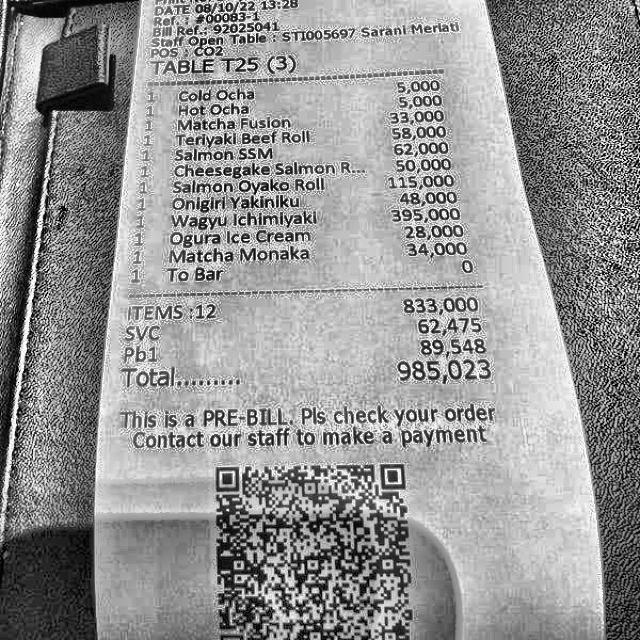 DATE 08/10/22 13:28
Ref. : #00083-1
Bill Ref.: 92025041
Staff Open Table : STI005697 Sarani Merlati
POS : CO2
TABLE T25 (3)
1 Cold Ocha 5,000
1 Hot Ocha 5,000
1 Matcha Fusion 33,000
1 Teriyaki Beef Roll 58,000
1 Salmon SSM 62,000
1 Cheesegake Salmon R... 50,000
1 Salmon Oyako Roll 115,000
1 Onigiri Yakiniku 48,000
1 Wagyu Ichimiyaki 395,000
1 Ogura Ice Cream 28,000
1 Matcha Monaka 34,000
1 To Bar 0
ITEMS :12 833,000
SVC 62,475
Pb1 89,548
Total......... 985,023
This is a PRE-BILL. Pls check your order
Contact our staff to make a payment